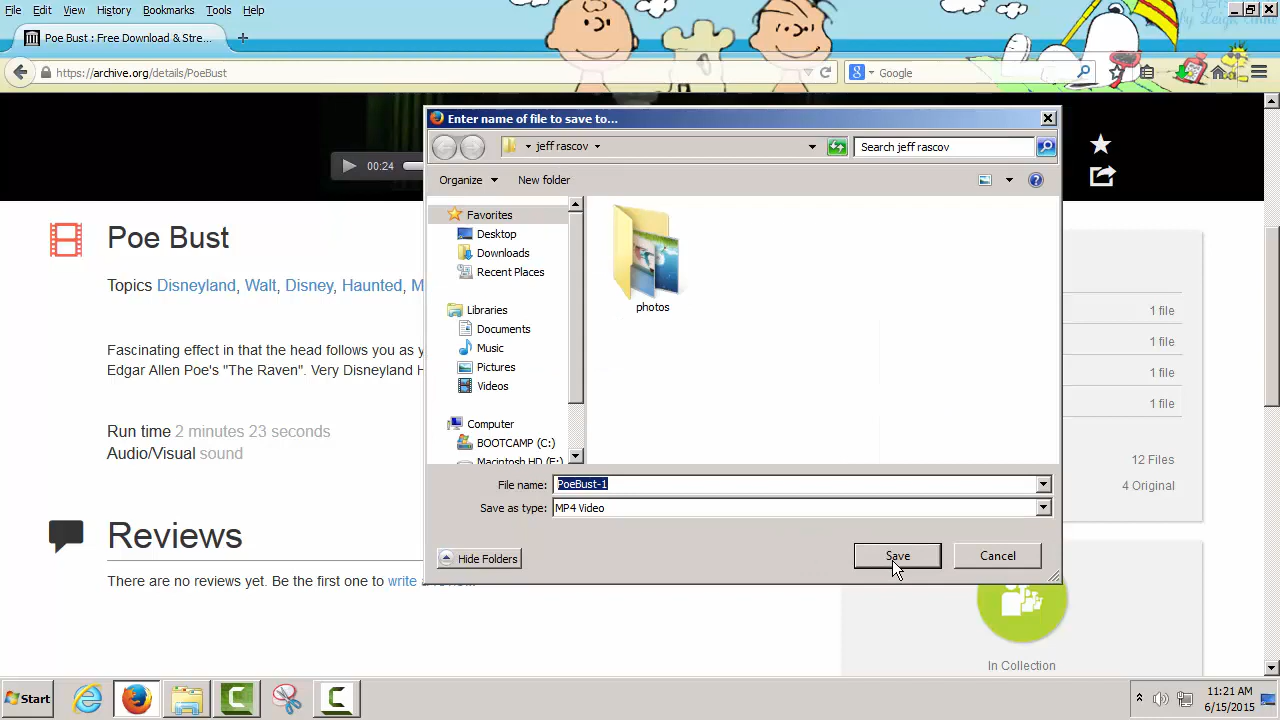 File Edit View History Bookmarks Tools Help
Poe Bust : Free Download & Stre...
https://archive.org/details/PoeBust
Google
Enter name of file to save to...
jeff rascov
Search jeff rascov
Organize New folder
00:24
Favorites
Desktop
Downloads
Recent Places
Libraries
Documents
Music
Pictures
Videos
Computer
BOOTCAMP (C:)
Macintosh HD (E:)
photos
File name: PoeBust-1
Save as type: MP4 Video
Hide Folders
Save Cancel
Poe Bust
Topics Disneyland, Walt, Disney, Haunted, M
Fascinating effect in that the head follows you as y
Edgar Allen Poe's "The Raven". Very Disneyland H
Run time 2 minutes 23 seconds
Audio/Visual sound
Reviews
There are no reviews yet. Be the first one to write
1 file
1 file
1 file
1 file
12 Files
4 Original
In Collection
Start
11:21 AM
6/15/2015